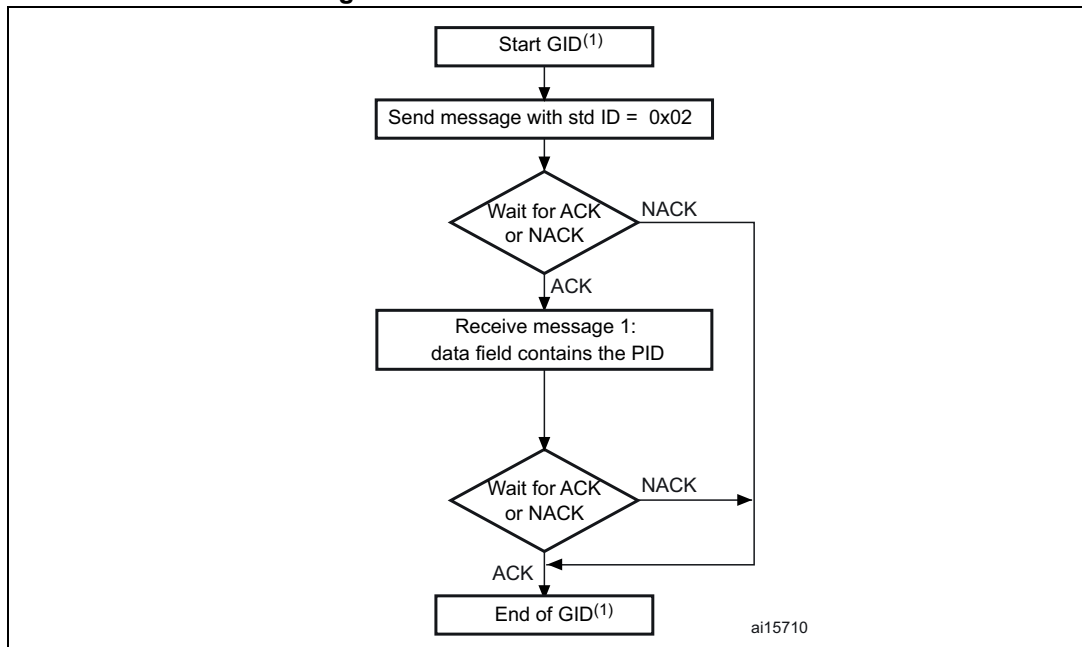 Start GID(1)
Send message with std ID = 0x02
Wait for ACK
or NACK
NACK
ACK
Receive message 1:
data field contains the PID
Wait for ACK
or NACK
NACK
ACK
End of GID(1)
ai15710